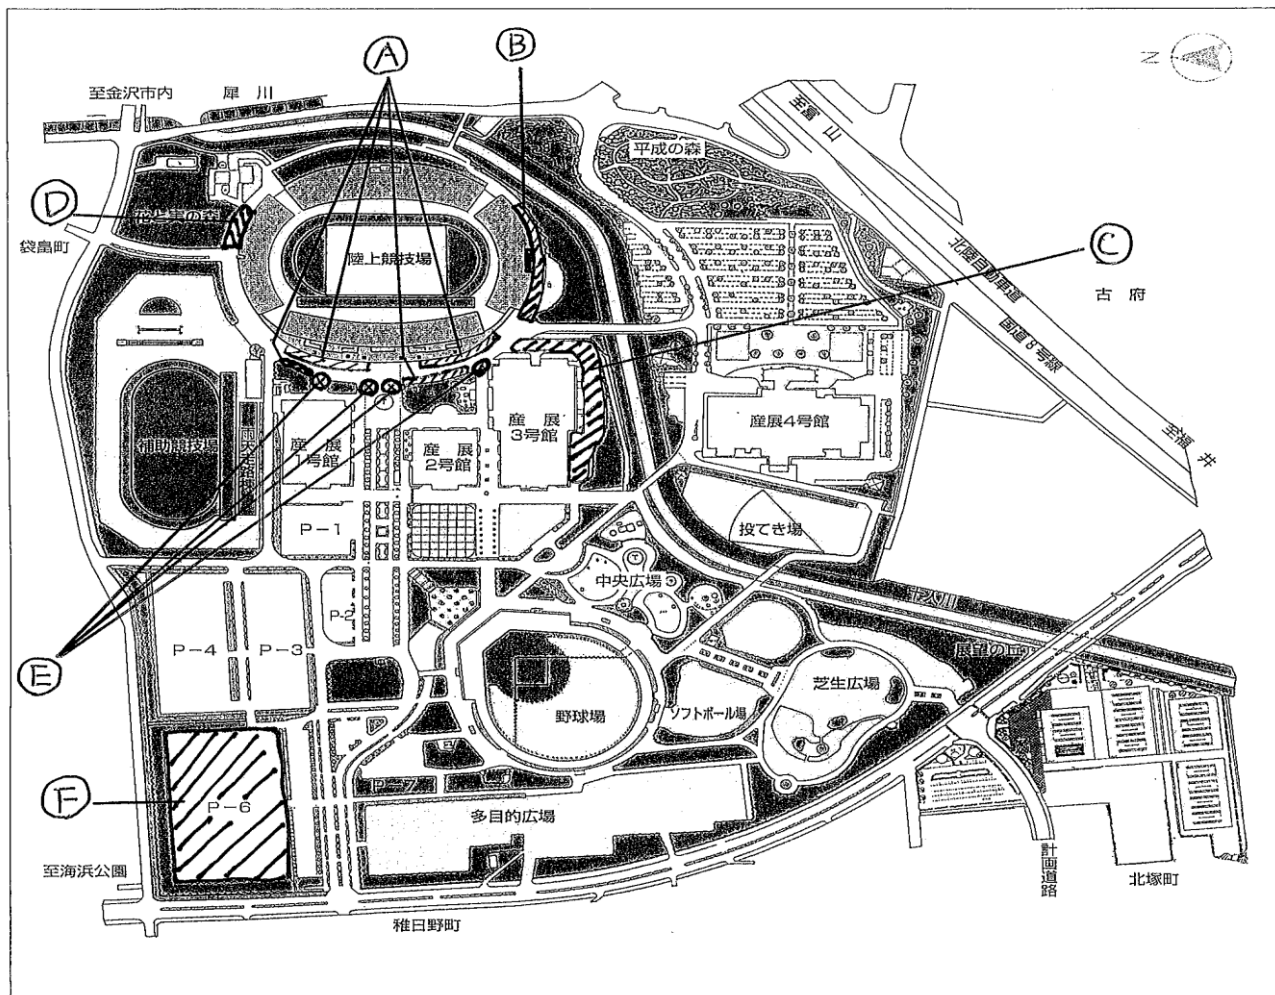 Ⓐ
Ⓑ
N
至金沢市内
犀川
至富山
平成の森
Ⓓ
袋畠町
Ⓒ
陸上競技場
北陸自動車道
古府
国道8号線
至福井
補助競技場
産展
1号館
産展
2号館
産展
3号館
産展4号館
P-1
投てき場
中央広場
P-2
Ⓔ
P-4
P-3
展望の丘
芝生広場
野球場
ソフトボール場
Ⓕ
P-6
P-7
多目的広場
至海浜公園
計画道路
北塚町
稚日野町